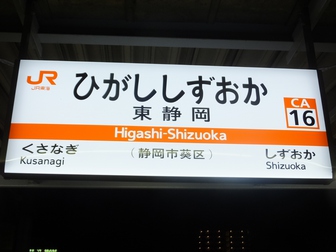 JR
JR東海
ひがししずおか
東静岡
CA
16
Higashi-Shizuoka
くさなぎ
Kusanagi
(静岡市葵区)
しずおか
Shizuoka